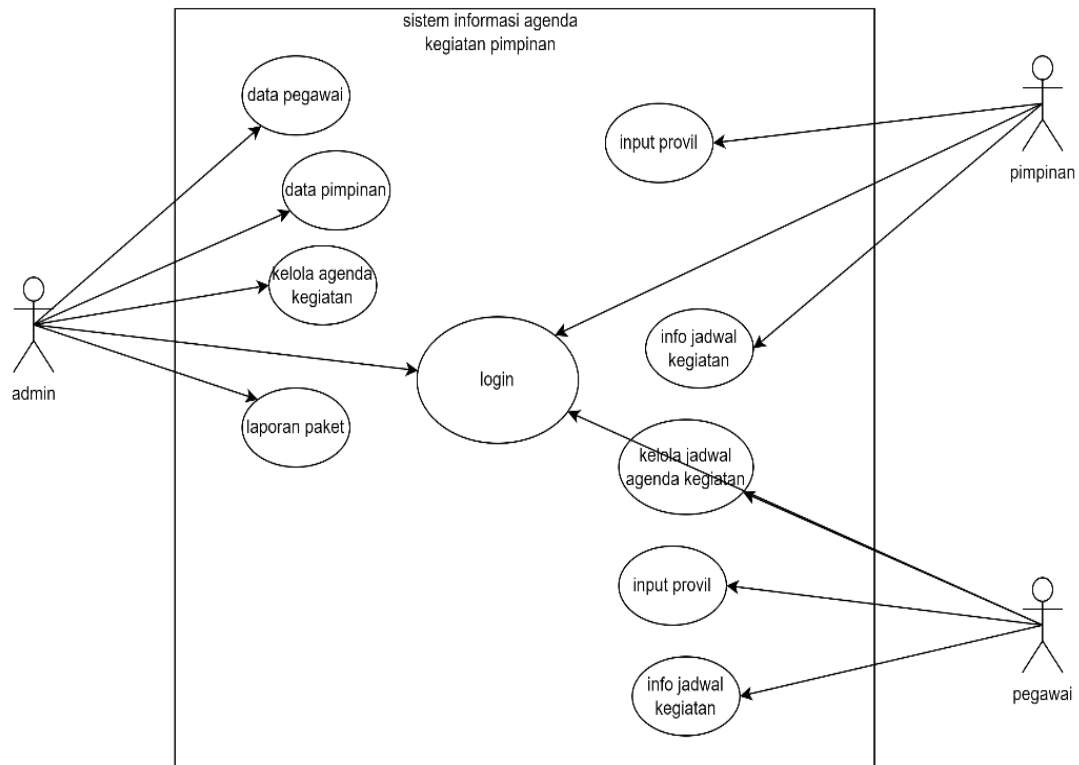 sistem informasi agenda
kegiatan pimpinan
data pegawai
input provil
pimpinan
data pimpinan
kelola agenda
kegiatan
info jadwal
kegiatan
login
admin
laporan paket
kelola jadwal
agenda kegiatan
input provil
info jadwal
kegiatan
pegawai